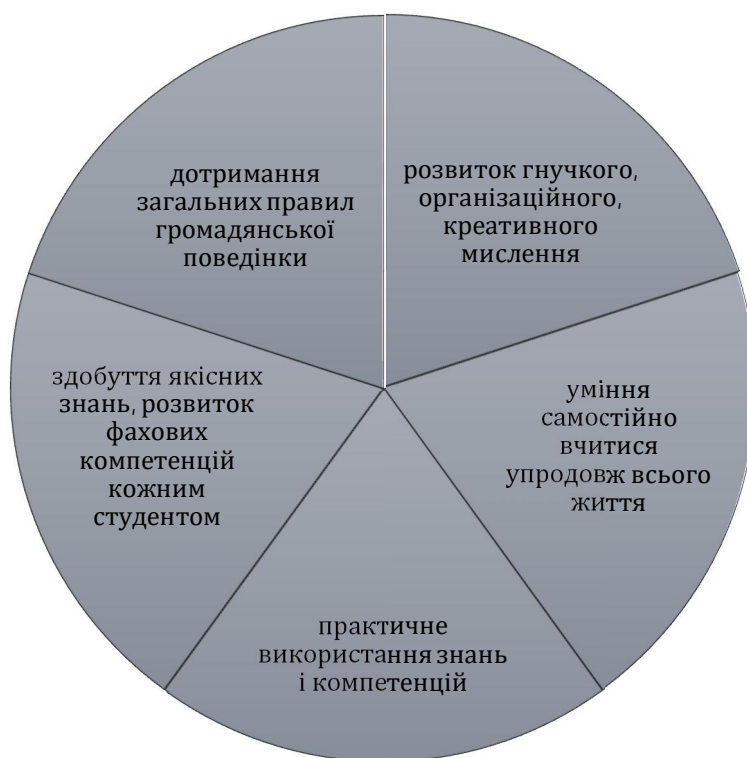 дотримання
загальних правил
громадянської
поведінки
розвиток гнучкого,
організаційного,
креативного
мислення
здобуття якісних
знань, розвиток
фахових
компетенцій
кожним
студентом
уміння
самостійно
вчитися
упродовж всього
життя
практичне
використання знань
і компетенцій